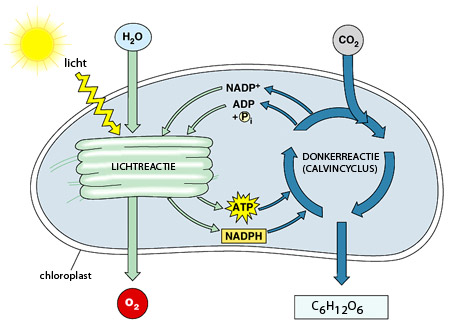 H₂O
CO₂
licht
NADP⁺
ADP
+ Pi
LICHTREACTIE
DONKERREACTIE
(CALVINCYCLUS)
ATP
NADPH
chloroplast
O₂
C₆H₁₂O₆